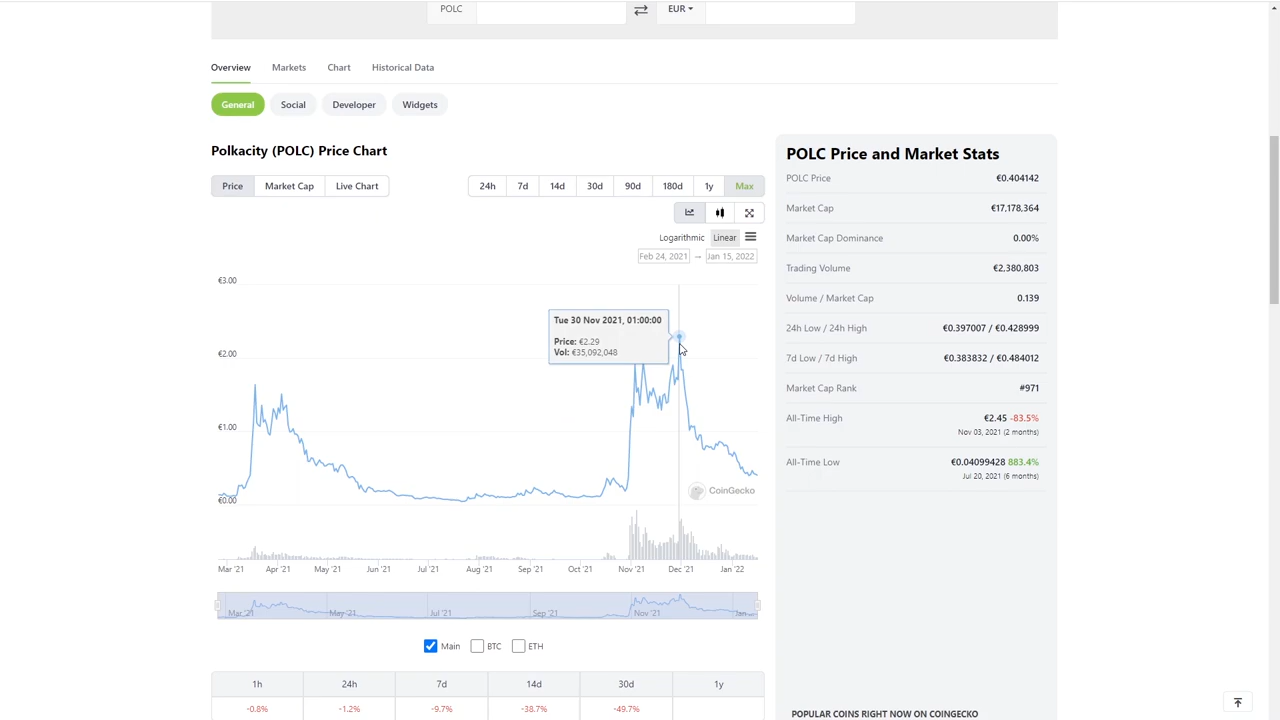 POLC EUR
Overview Markets Chart Historical Data
General Social Developer Widgets
Polkacity (POLC) Price Chart
Price Market Cap Live Chart 24h 7d 14d 30d 90d 180d 1y Max
Logarithmic Linear
Feb 24, 2021 → Jan 15, 2022
€3.00
Tue 30 Nov 2021, 01:00:00
Price: €2.29
Vol: €35,092,048
€2.00
€1.00
€0.00
CoinGecko
Mar '21 Apr '21 May '21 Jun '21 Jul '21 Aug '21 Sep '21 Oct '21 Nov '21 Dec '21 Jan '22
Mar '21 May '21 Jul '21 Sep '21 Nov '21 Jan ...
Main BTC ETH
1h 24h 7d 14d 30d 1y
-0.8% -1.2% -9.7% -38.7% -49.7%
POLC Price and Market Stats
POLC Price €0.404142
Market Cap €17,178,364
Market Cap Dominance 0.00%
Trading Volume €2,380,803
Volume / Market Cap 0.139
24h Low / 24h High €0.397007 / €0.428999
7d Low / 7d High €0.383832 / €0.484012
Market Cap Rank #971
All-Time High €2.45 -83.5%
Nov 03, 2021 (2 months)
All-Time Low €0.04099428 883.4%
Jul 20, 2021 (6 months)
POPULAR COINS RIGHT NOW ON COINGECKO